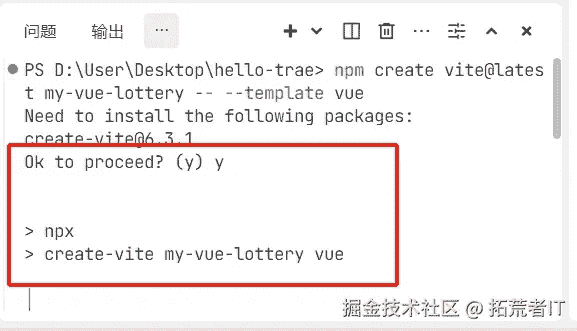 问题 输出 ...
PS D:\User\Desktop\hello-trae> npm create vite@lates
t my-vue-lottery -- --template vue
Need to install the following packages:
create-vite@6.3.1
Ok to proceed? (y) y
> npx
> create-vite my-vue-lottery vue
掘金技术社区 @ 拓荒者IT